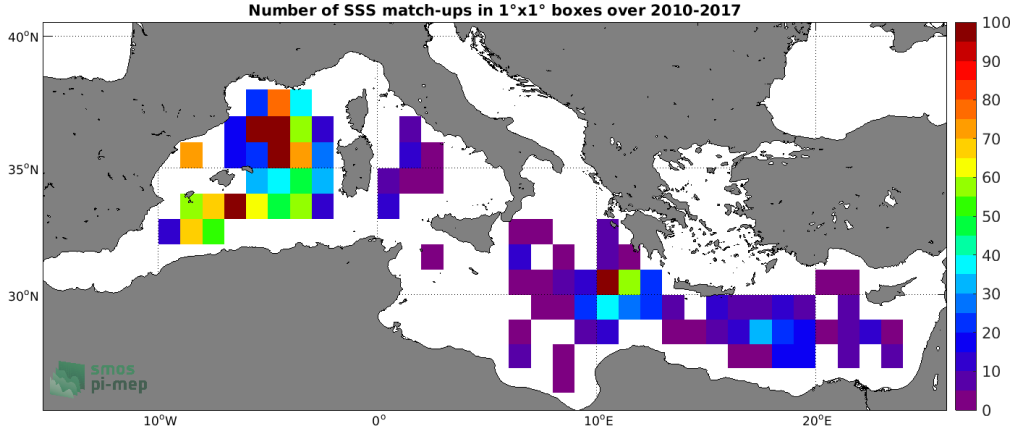 Number of SSS match-ups in 1°x1° boxes over 2010-2017
40°N
35°N
30°N
10°W
0°
10°E
20°E
100
90
80
70
60
50
40
30
20
10
0
smos
pi-mep